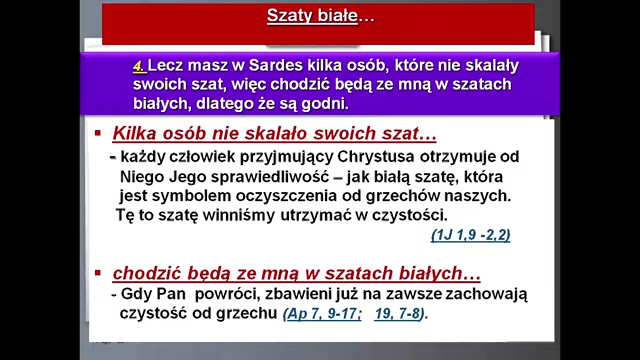 Szaty białe…
4. Lecz masz w Sardes kilka osób, które nie skalały
swoich szat, więc chodzić będą ze mną w szatach
białych, dlatego że są godni.
▪ Kilka osób nie skalało swoich szat…
- każdy człowiek przyjmujący Chrystusa otrzymuje od
Niego Jego sprawiedliwość – jak białą szatę, która
jest symbolem oczyszczenia od grzechów naszych.
Tę to szatę winniśmy utrzymać w czystości.
(1J 1,9 -2,2)
▪ chodzić będą ze mną w szatach białych…
- Gdy Pan powróci, zbawieni już na zawsze zachowają
czystość od grzechu (Ap 7, 9-17; 19, 7-8).